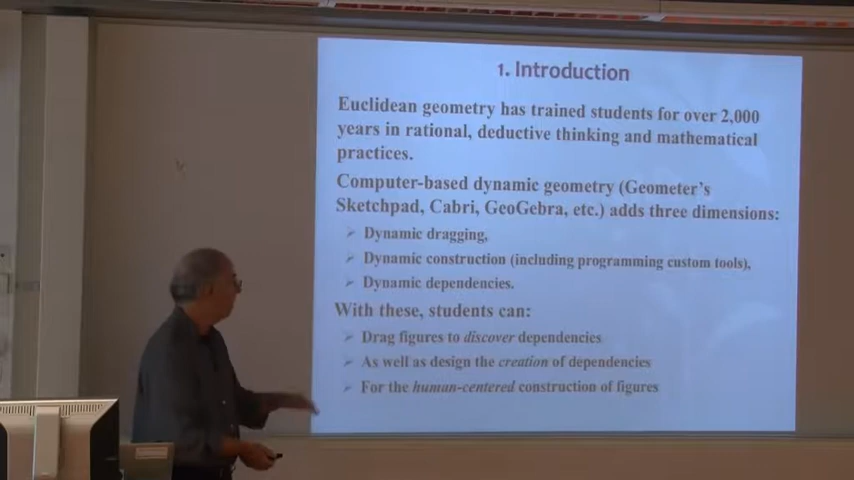 1. Introduction
Euclidean geometry has trained students for over 2,000
years in rational, deductive thinking and mathematical
practices.
Computer-based dynamic geometry (Geometer's
Sketchpad, Cabri, GeoGebra, etc.) adds three dimensions:
➢ Dynamic dragging,
➢ Dynamic construction (including programming custom tools),
➢ Dynamic dependencies.
With these, students can:
➢ Drag figures to discover dependencies
➢ As well as design the creation of dependencies
➢ For the human-centered construction of figures